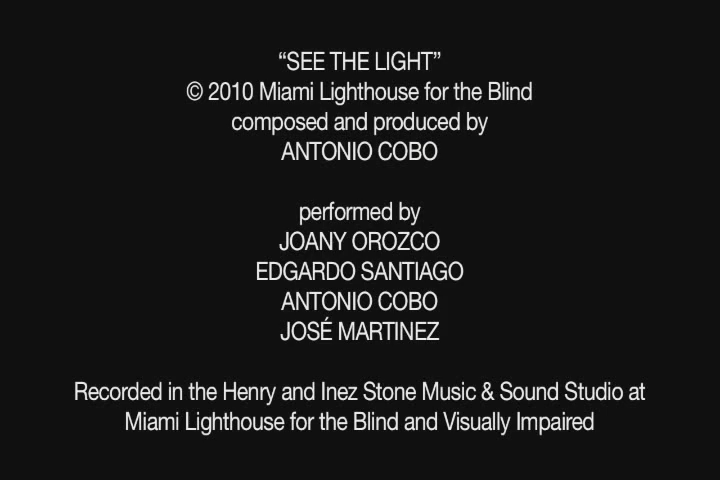 “SEE THE LIGHT”
© 2010 Miami Lighthouse for the Blind
composed and produced by
ANTONIO COBO
performed by
JOANY OROZCO
EDGARDO SANTIAGO
ANTONIO COBO
JOSÉ MARTINEZ
Recorded in the Henry and Inez Stone Music & Sound Studio at
Miami Lighthouse for the Blind and Visually Impaired